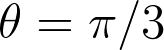 θ = π/3